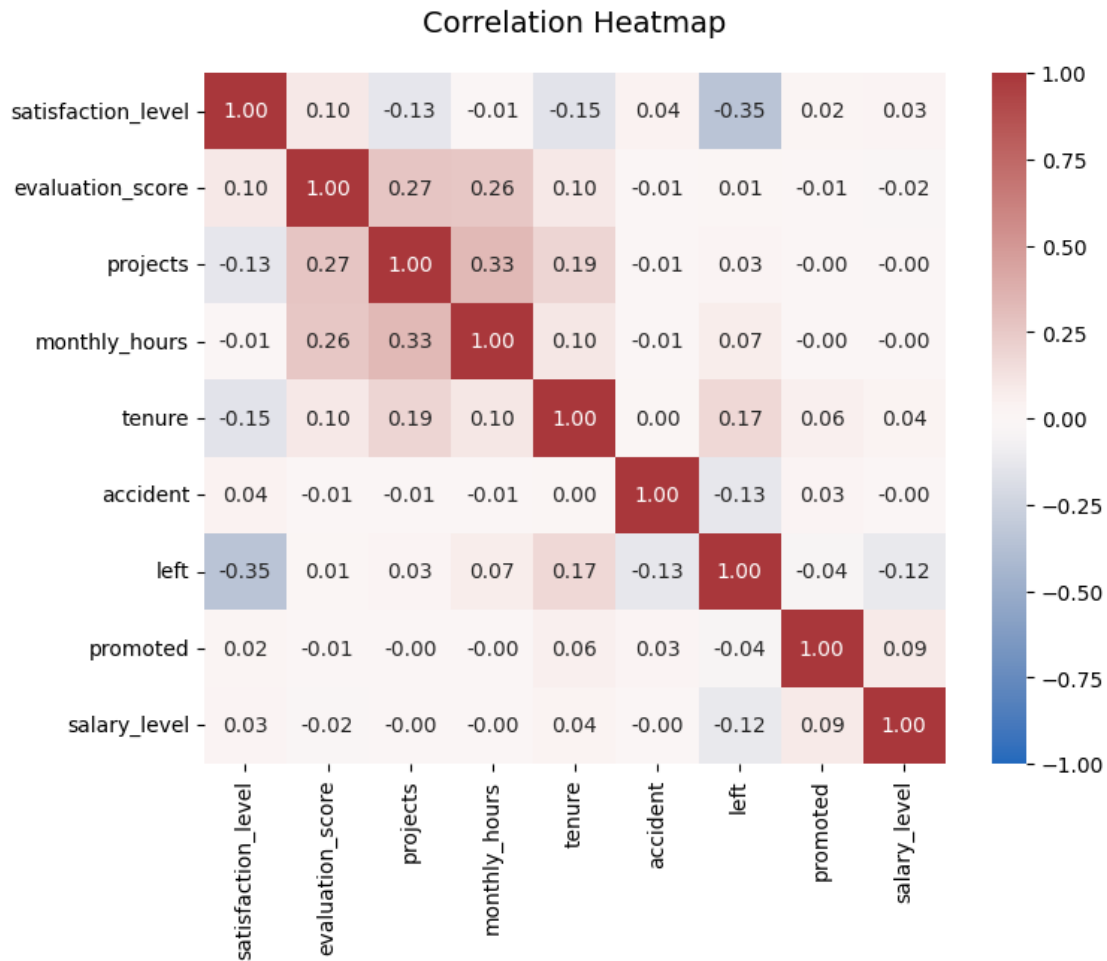 Correlation Heatmap
satisfaction_level 1.00 0.10 -0.13 -0.01 -0.15 0.04 -0.35 0.02 0.03
evaluation_score 0.10 1.00 0.27 0.26 0.10 -0.01 0.01 -0.01 -0.02
projects -0.13 0.27 1.00 0.33 0.19 -0.01 0.03 -0.00 -0.00
monthly_hours -0.01 0.26 0.33 1.00 0.10 -0.01 0.07 -0.00 -0.00
tenure -0.15 0.10 0.19 0.10 1.00 0.00 0.17 0.06 0.04
accident 0.04 -0.01 -0.01 -0.01 0.00 1.00 -0.13 0.03 -0.00
left -0.35 0.01 0.03 0.07 0.17 -0.13 1.00 -0.04 -0.12
promoted 0.02 -0.01 -0.00 -0.00 0.06 0.03 -0.04 1.00 0.09
salary_level 0.03 -0.02 -0.00 -0.00 0.04 -0.00 -0.12 0.09 1.00
satisfaction_level
evaluation_score
projects
monthly_hours
tenure
accident
left
promoted
salary_level
1.00
0.75
0.50
0.25
0.00
−0.25
−0.50
−0.75
−1.00